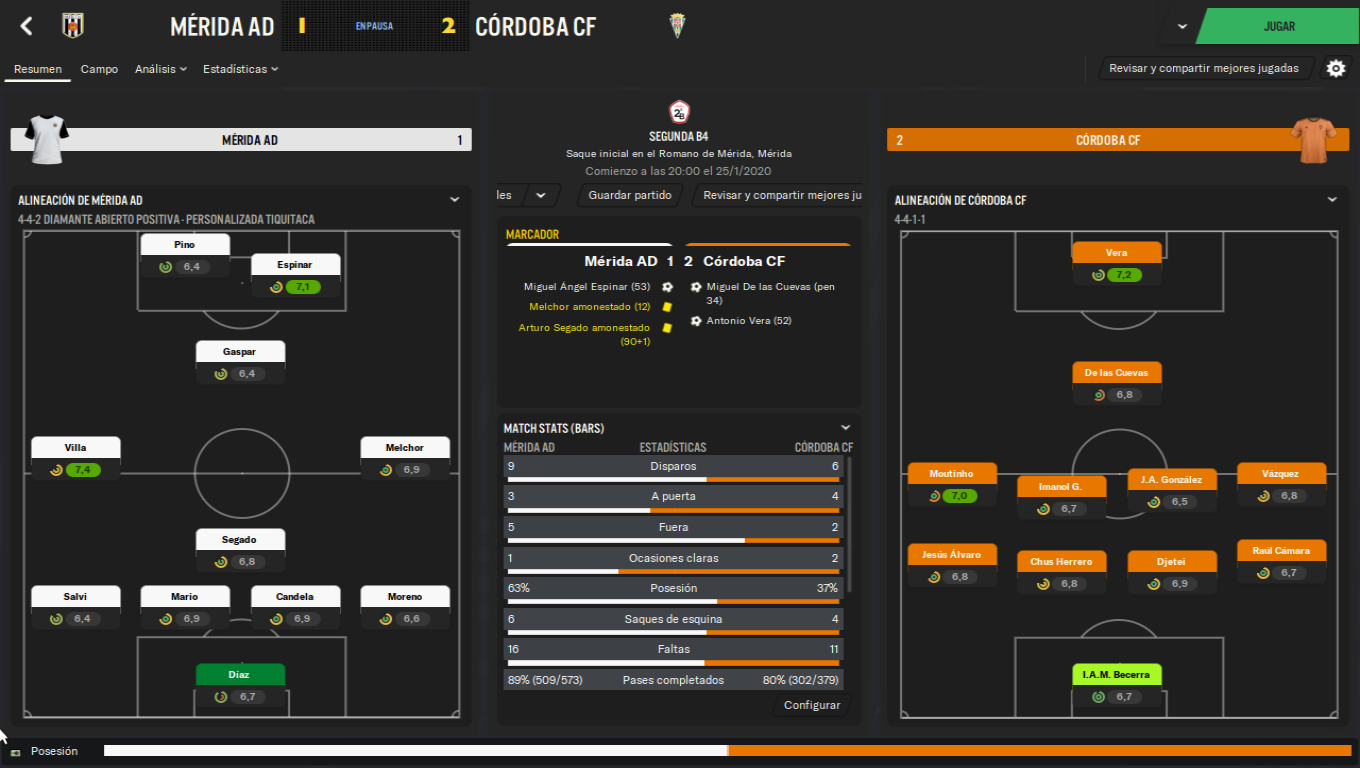 MÉRIDA AD 1 EN PAUSA 2 CÓRDOBA CF
JUGAR
Resumen Campo Análisis Estadísticas
Revisar y compartir mejores jugadas
MÉRIDA AD 1
ALINEACIÓN DE MÉRIDA AD
4-4-2 DIAMANTE ABIERTO POSITIVA - PERSONALIZADA TIQUITACA
Pino
6,4
Espinar
7,1
Gaspar
6,4
Villa
7,4
Melchor
6,9
Segado
6,8
Salvi
6,4
Mario
6,9
Candela
6,9
Moreno
6,6
Díaz
6,7
2ªB
SEGUNDA B4
Saque inicial en el Romano de Mérida, Mérida
Comienzo a las 20:00 el 25/1/2020
les Guardar partido Revisar y compartir mejores ju
MARCADOR
Mérida AD 1 2 Córdoba CF
Miguel Ángel Espinar (53)
Melchor amonestado (12)
Arturo Segado amonestado
(90+1)
Miguel De las Cuevas (pen
34)
Antonio Vera (52)
MATCH STATS (BARS)
MÉRIDA AD ESTADÍSTICAS CÓRDOBA CF
9 Disparos 6
3 A puerta 4
5 Fuera 2
1 Ocasiones claras 2
63% Posesión 37%
6 Saques de esquina 4
16 Faltas 11
89% (509/573) Pases completados 80% (302/379)
Configurar
2 CÓRDOBA CF
ALINEACIÓN DE CÓRDOBA CF
4-4-1-1
Vera
7,2
De las Cuevas
6,8
Moutinho
7,0
Imanol G.
6,7
J.A. González
6,5
Vázquez
6,8
Jesús Álvaro
6,8
Chus Herrero
6,8
Djetei
6,9
Raúl Cámara
6,7
I.A.M. Becerra
6,7
Posesión